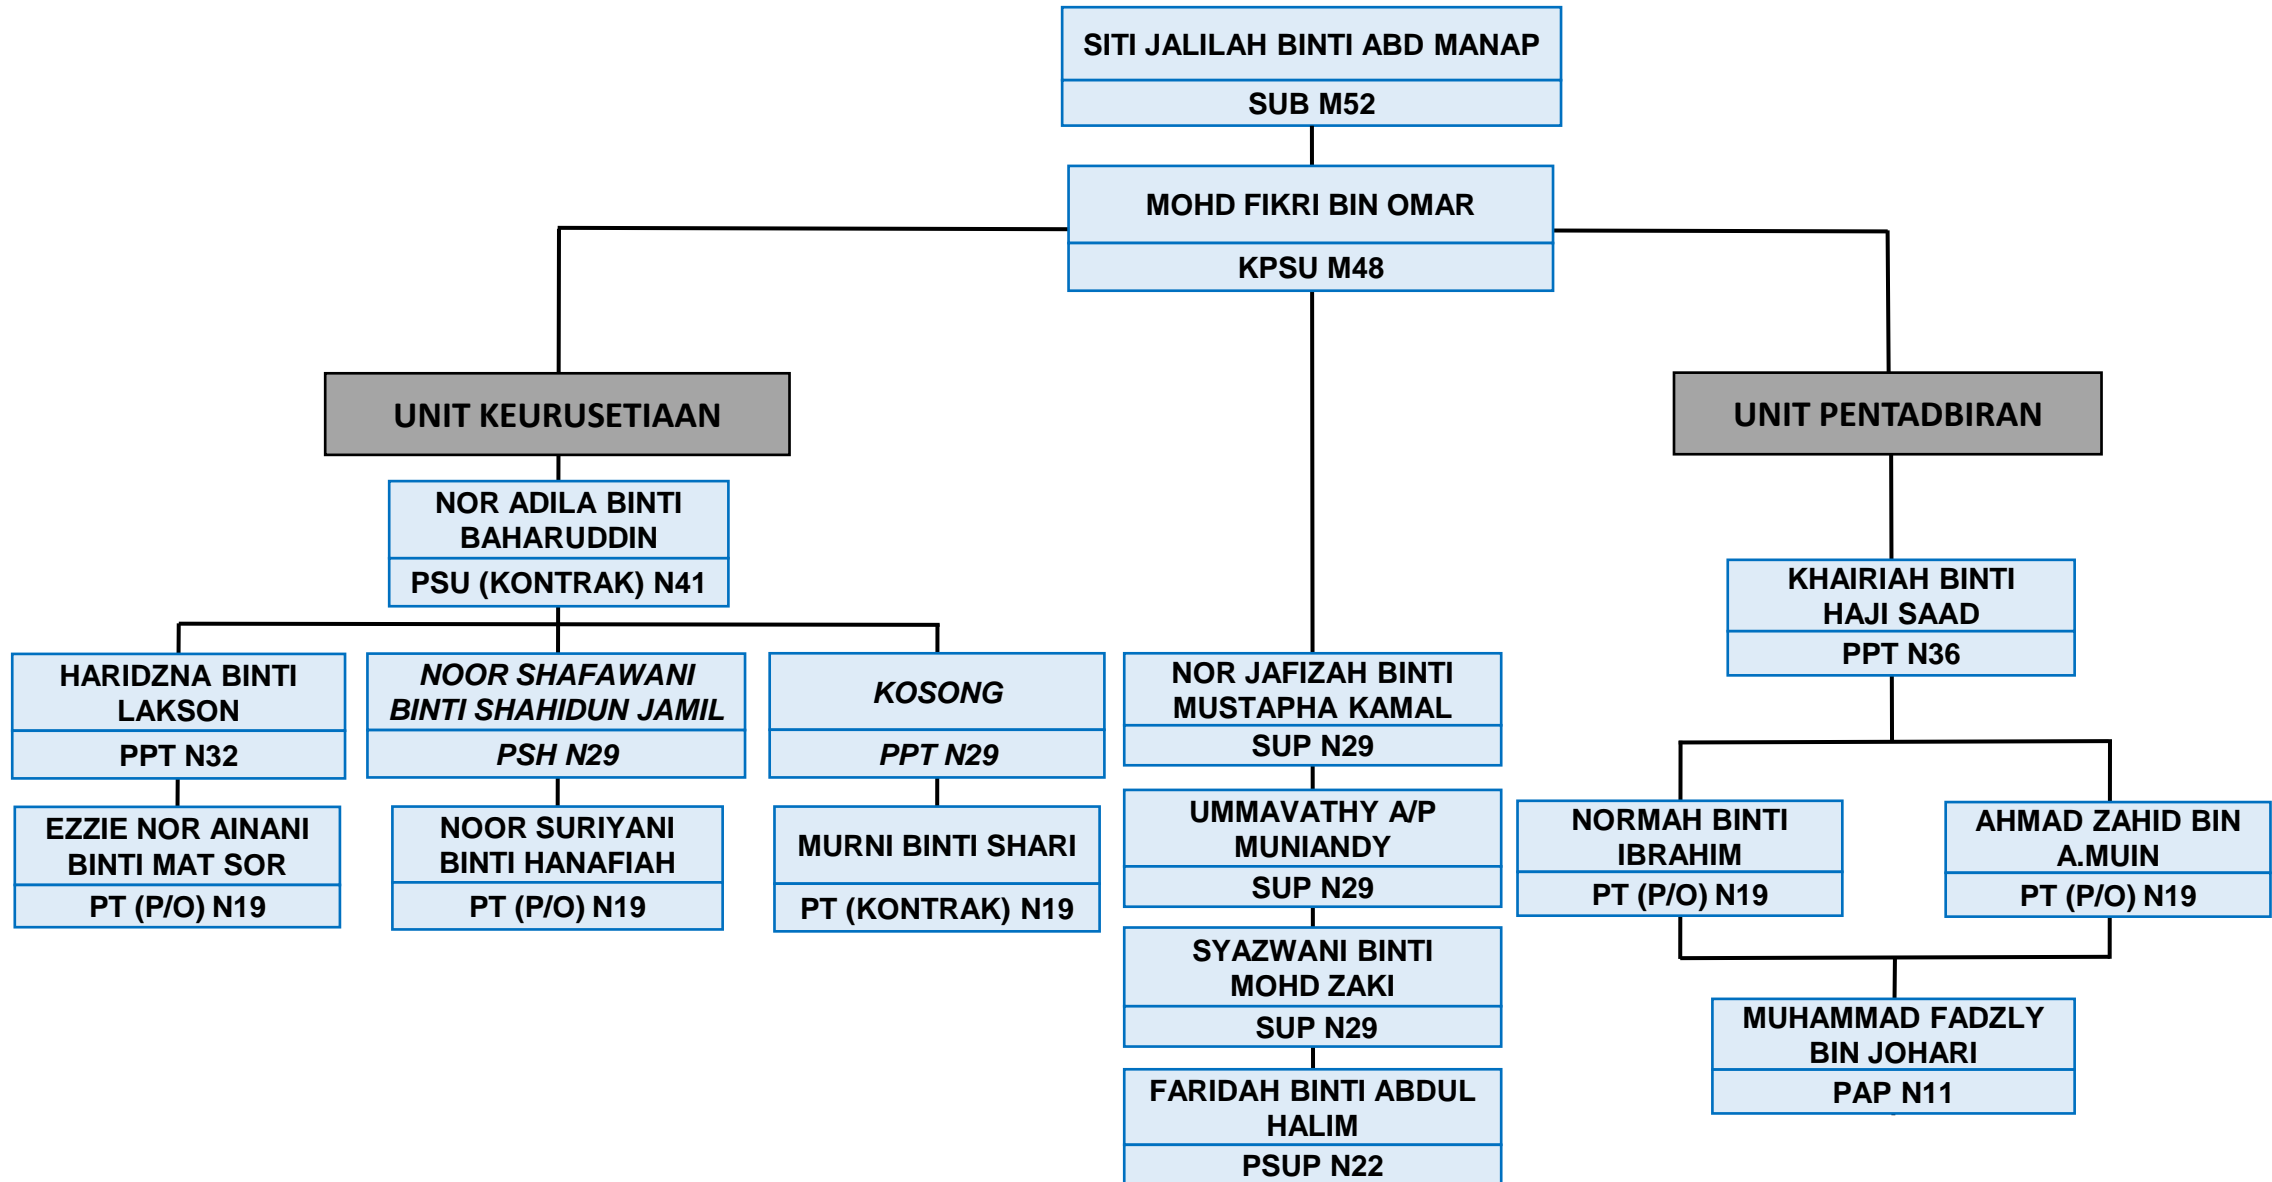 SITI JALILAH BINTI ABD MANAP
SUB M52
MOHD FIKRI BIN OMAR
KPSU M48
UNIT KEURUSETIAAN
NOR ADILA BINTI
BAHARUDDIN
PSU (KONTRAK) N41
HARIDZNA BINTI
LAKSON
PPT N32
EZZIE NOR AINANI
BINTI MAT SOR
PT (P/O) N19
NOOR SHAFAWANI
BINTI SHAHIDUN JAMIL
PSH N29
NOOR SURIYANI
BINTI HANAFIAH
PT (P/O) N19
KOSONG
PPT N29
MURNI BINTI SHARI
PT (KONTRAK) N19
NOR JAFIZAH BINTI
MUSTAPHA KAMAL
SUP N29
UMMAVATHY A/P
MUNIANDY
SUP N29
SYAZWANI BINTI
MOHD ZAKI
SUP N29
FARIDAH BINTI ABDUL
HALIM
PSUP N22
UNIT PENTADBIRAN
KHAIRIAH BINTI
HAJI SAAD
PPT N36
NORMAH BINTI
IBRAHIM
PT (P/O) N19
AHMAD ZAHID BIN
A.MUIN
PT (P/O) N19
MUHAMMAD FADZLY
BIN JOHARI
PAP N11